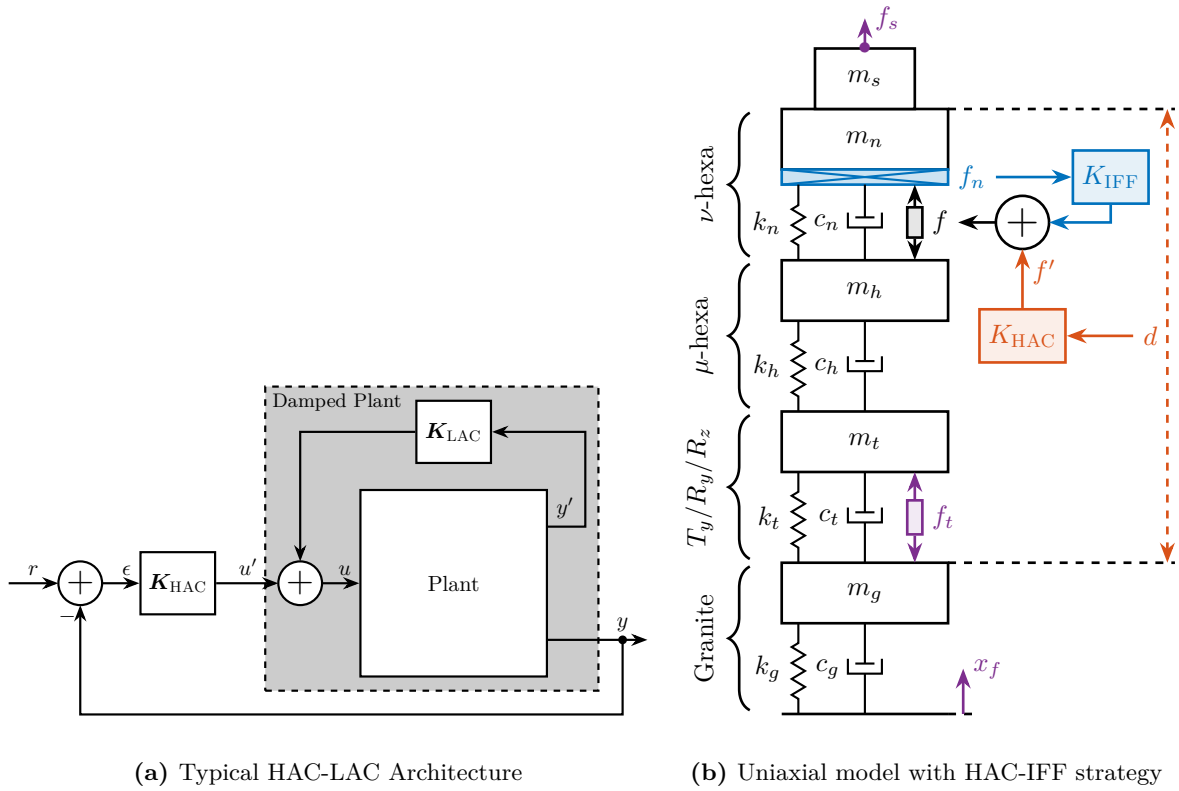 Damped Plant
K_LAC
y′
r
ϵ
K_HAC
u′
u
Plant
y
−
(a) Typical HAC-LAC Architecture
f_s
m_s
m_n
ν-hexa
f_n
K_IFF
k_n
c_n
f
m_h
f′
μ-hexa
K_HAC
d
k_h
c_h
m_t
T_y/R_y/R_z
k_t
c_t
f_t
m_g
Granite
k_g
c_g
x_f
(b) Uniaxial model with HAC-IFF strategy